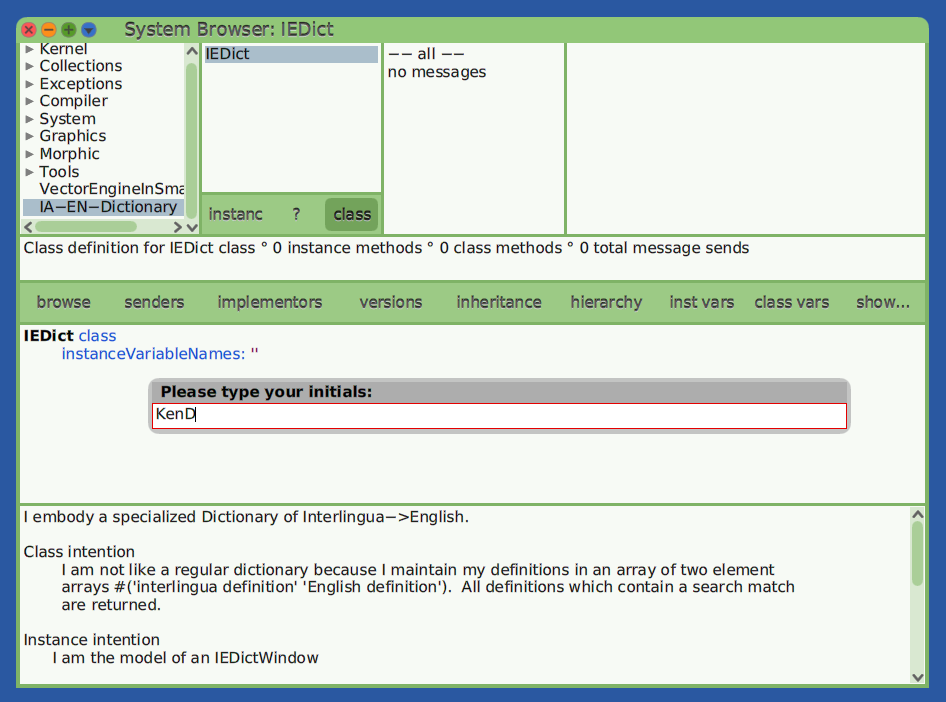 System Browser: IEDict
Kernel
Collections
Exceptions
Compiler
System
Graphics
Morphic
Tools
VectorEngineInSma
IA−EN−Dictionary
IEDict
instanc ? class
−− all −−
no messages
Class definition for IEDict class ° 0 instance methods ° 0 class methods ° 0 total message sends
browse senders implementors versions inheritance hierarchy inst vars class vars show...
IEDict class
instanceVariableNames: ''
Please type your initials:
KenD
I embody a specialized Dictionary of Interlingua−>English.
Class intention
I am not like a regular dictionary because I maintain my definitions in an array of two element
arrays #('interlingua definition' 'English definition').  All definitions which contain a search match
are returned.
Instance intention
I am the model of an IEDictWindow